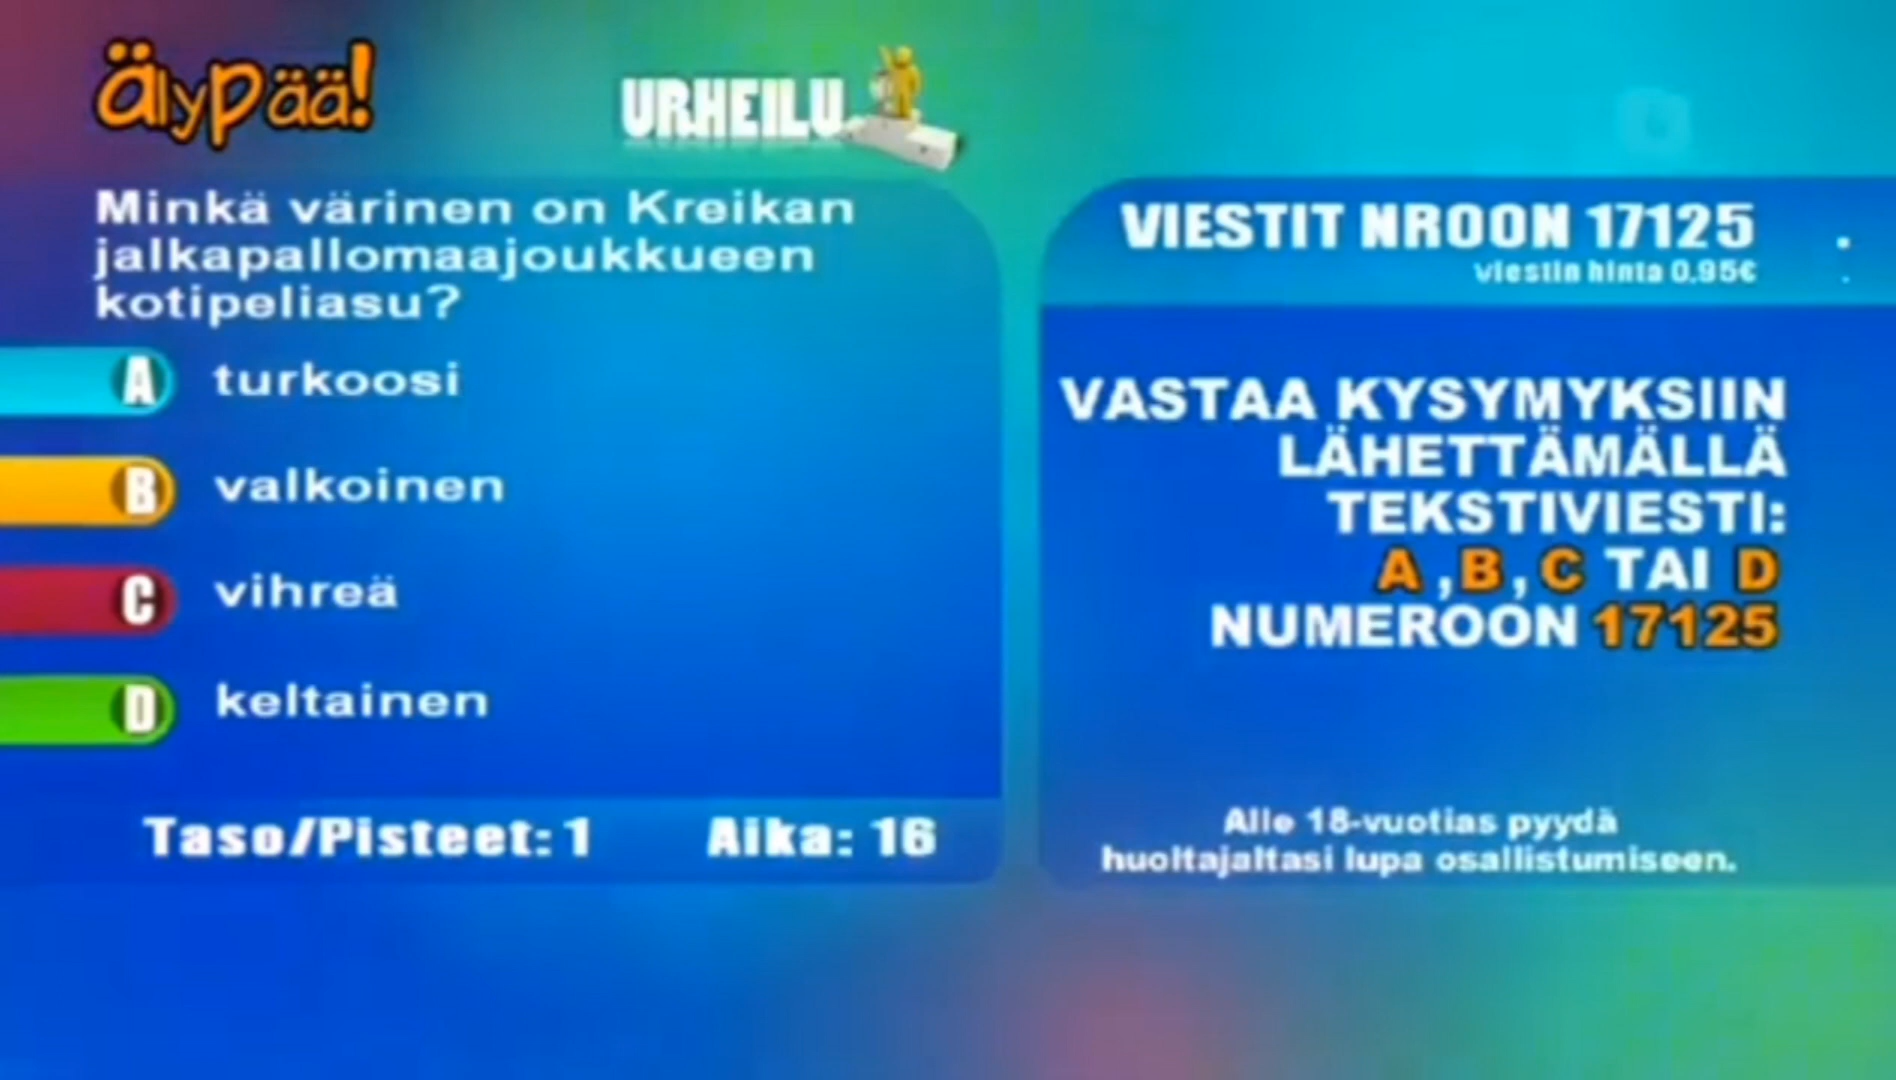 älypää!
URHEILU
Minkä värinen on Kreikan
jalkapallomaajoukkueen
kotipeliasu?
A turkoosi
B valkoinen
C vihreä
D keltainen
Taso/Pisteet: 1 Aika: 16
VIESTIT NROON 17125
viestin hinta 0.95€
VASTAA KYSYMYKSIIN
LÄHETTÄMÄLLÄ
TEKSTIVIESTI:
A ,B, C TAI D
NUMEROON 17125
Alle 18-vuotias pyydä
huoltajaltasi lupa osallistumiseen.